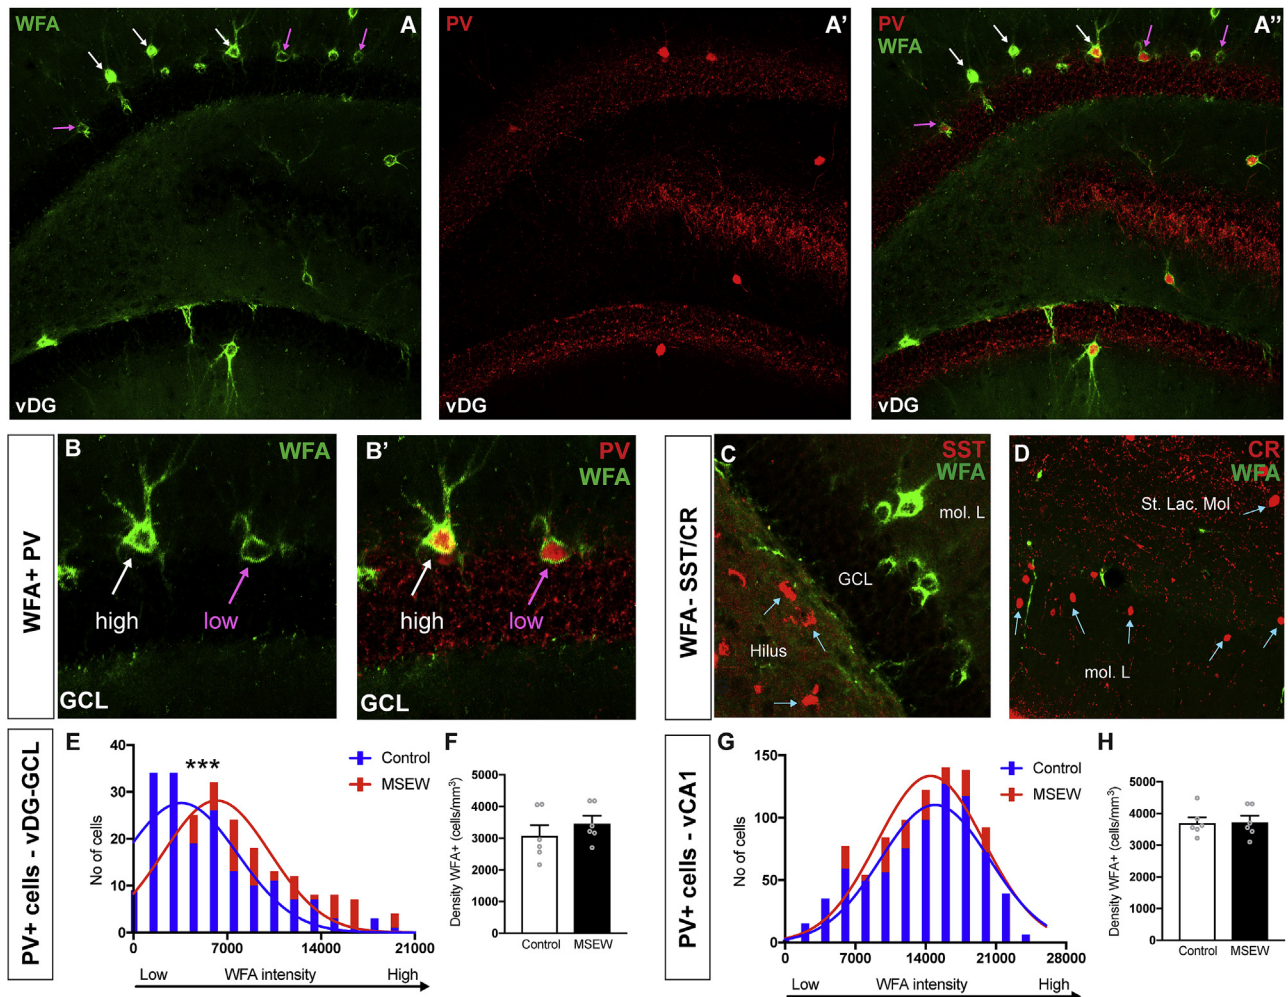 WFA
A
vDG
PV
A'
vDG
PV
WFA
A''
vDG
WFA+ PV
B
WFA
high
low
GCL
B'
PV
WFA
high
low
GCL
WFA- SST/CR
C
SST
WFA
mol. L
GCL
Hilus
D
CR
WFA
St. Lac. Mol
mol. L
PV+ cells - vDG-GCL
E
No of cells
40
30
20
10
0
***
Control
MSEW
0
7000
14000
21000
Low
WFA intensity
High
F
Density WFA+ (cells/mm³)
5000
4000
3000
2000
1000
0
Control
MSEW
PV+ cells - vCA1
G
No of cells
150
100
50
0
Control
MSEW
0
7000
14000
21000
28000
Low
WFA intensity
High
H
Density WFA+ (cells/mm³)
5000
4000
3000
2000
1000
0
Control
MSEW